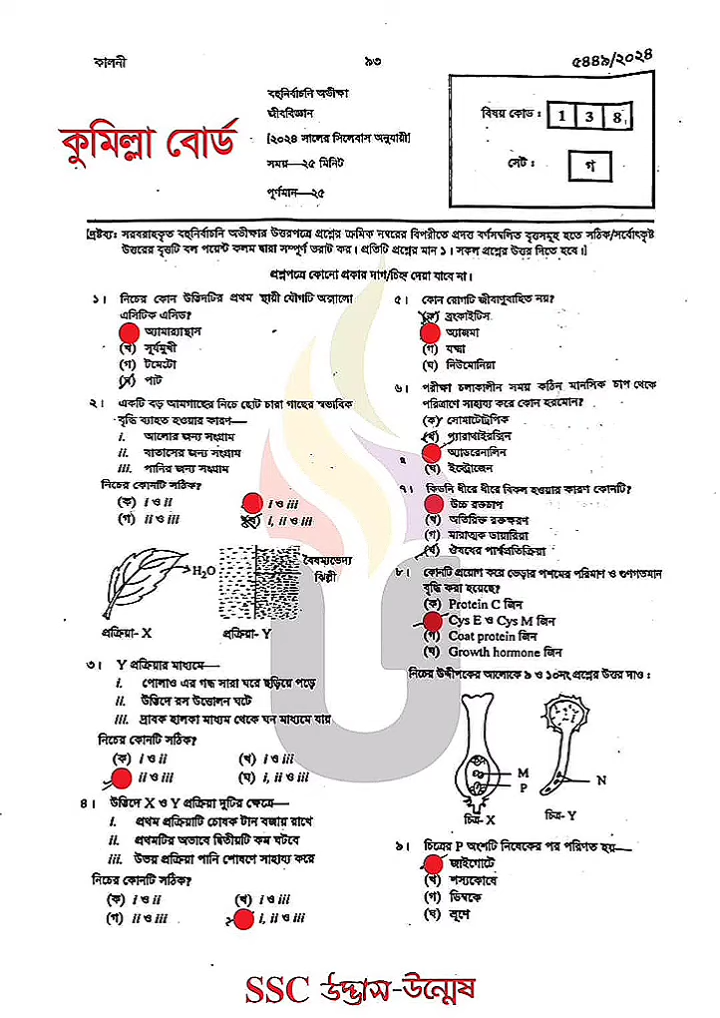 কালনী
৯৩
৫৪৪৯/২০২৪
কুমিল্লা বোর্ড
বহুনির্বাচনি অভীক্ষা
জীববিজ্ঞান
[২০২৪ সালের সিলেবাস অনুযায়ী]
সময়—২৫ মিনিট
পূর্ণমান—২৫
বিষয় কোড : 1 3 8
সেট : গ
[দ্রষ্টব্য: সরবরাহকৃত বহুনির্বাচনি অভীক্ষার উত্তরপত্রে প্রশ্নের ক্রমিক নম্বরের বিপরীতে প্রদত্ত বর্ণসম্বলিত বৃত্তসমূহ হতে সঠিক/সর্বোৎকৃষ্ট
উত্তরের বৃত্তটি বল পয়েন্ট কলম দ্বারা সম্পূর্ণ ভরাট কর। প্রতিটি প্রশ্নের মান ১। সকল প্রশ্নের উত্তর দিতে হবে।]
প্রশ্নপত্রে কোনো প্রকার দাগ/চিহ্ন দেয়া যাবে না।
১। নিচের কোন উদ্ভিদটির প্রথম স্থায়ী যৌগটি অক্সালো
এসিটিক এসিড?
অ্যামার‍্যান্থাস
(খ) সূর্যমুখী
(গ) টমেটো
(ঘ) পাট
২। একটি বড় আমগাছের নিচে ছোট চারা গাছের স্বভাবিক
বৃদ্ধি ব্যাহত হওয়ার কারণ—
i. আলোর জন্য সংগ্রাম
ii. বাতাসের জন্য সংগ্রাম
iii. পানির জন্য সংগ্রাম
নিচের কোনটি সঠিক?
(ক) i ও ii
i ও iii
(গ) ii ও iii
(ঘ) i, ii ও iii
H₂O
বৈষম্যভেদ্য
ঝিল্লী
প্রক্রিয়া- X
প্রক্রিয়া- Y
৩। Y প্রক্রিয়ার মাধ্যমে—
i. পোলাও এর গন্ধ সারা ঘরে ছড়িয়ে পড়ে
ii. উদ্ভিদে রস উত্তোলন ঘটে
iii. দ্রাবক হালকা মাধ্যম থেকে ঘন মাধ্যমে যায়
নিচের কোনটি সঠিক?
(ক) i ও ii
(খ) i ও iii
ii ও iii
(ঘ) i, ii ও iii
৪। উদ্ভিদে X ও Y প্রক্রিয়া দুটির ক্ষেত্রে—
i. প্রথম প্রক্রিয়াটি চোষক টান বজায় রাখে
ii. প্রথমটির অভাবে দ্বিতীয়টি কম ঘটবে
iii. উভয় প্রক্রিয়া পানি শোষণে সাহায্য করে
নিচের কোনটি সঠিক?
(ক) i ও ii
(খ) i ও iii
(গ) ii ও iii
i, ii ও iii
৫। কোন রোগটি জীবাণুবাহিত নয়?
(ক) ব্রংকাইটিস
অ্যাজমা
(গ) যক্ষ্মা
(ঘ) নিউমোনিয়া
৬। পরীক্ষা চলাকালীন সময় কঠিন মানসিক চাপ থেকে
পরিত্রাণে সাহায্য করে কোন হরমোন?
(ক) সোমাটোট্রপিক
(খ) প্যারাথাইরক্সিন
অ্যাডরেনালিন
(ঘ) ইস্ট্রোজেন
৭। কিডনি ধীরে ধীরে বিকল হওয়ার কারণ কোনটি?
উচ্চ রক্তচাপ
(খ) অতিরিক্ত রক্তক্ষরণ
(গ) মারাত্মক ডায়ারিয়া
(ঘ) ঔষধের পার্শ্বপ্রতিক্রিয়া
৮। কোনটি প্রয়োগ করে ভেড়ার পশমের পরিমাণ ও গুণগতমান
বৃদ্ধি করা হয়েছে?
(ক) Protein C জিন
Cys E ও Cys M জিন
(গ) Coat protein জিন
(ঘ) Growth hormone জিন
নিচের উদ্দীপকের আলোকে ৯ ও ১০নং প্রশ্নের উত্তর দাও :
M
P
N
চিত্র- X
চিত্র- Y
৯। চিত্রের P অংশটি নিষেকের পর পরিণত হয়—
জাইগোটে
(খ) শস্যকোষে
(গ) ডিম্বকে
(ঘ) ভ্রূণে
SSC উদ্ভাস-উন্মেষ